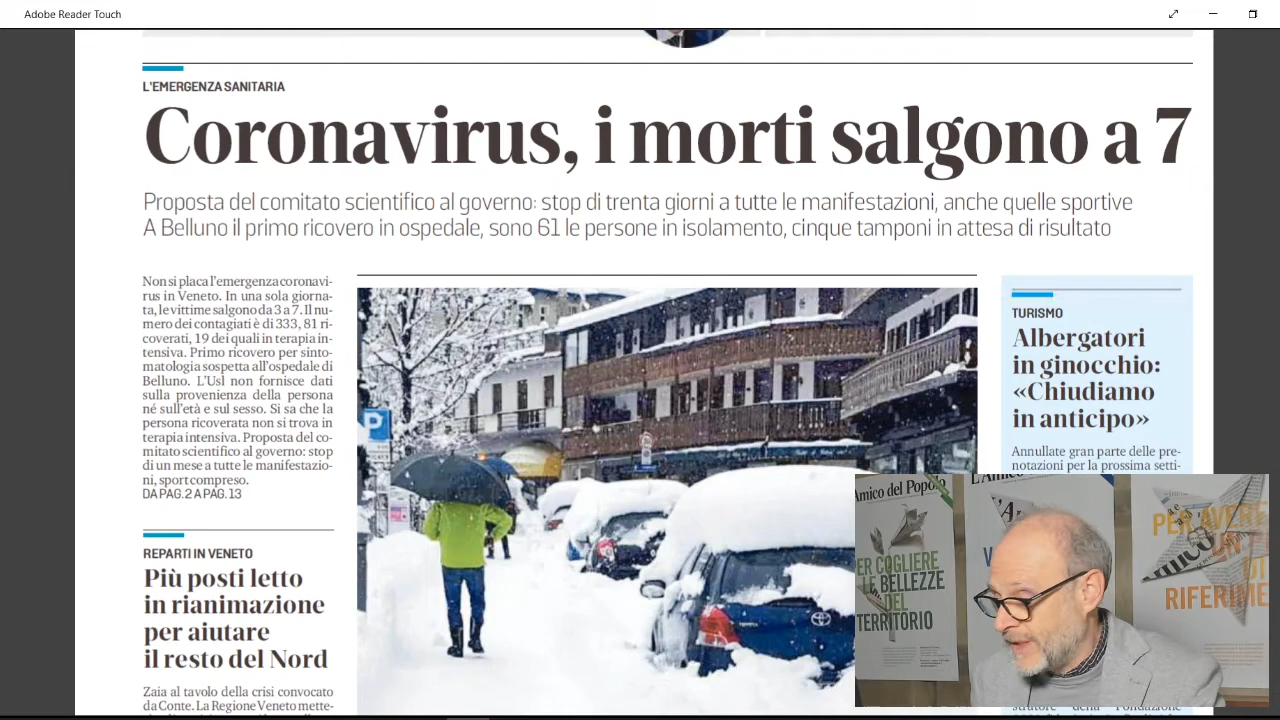 Adobe Reader Touch
L'EMERGENZA SANITARIA
Coronavirus, i morti salgono a 7
Proposta del comitato scientifico al governo: stop di trenta giorni a tutte le manifestazioni, anche quelle sportive
A Belluno il primo ricovero in ospedale, sono 61 le persone in isolamento, cinque tamponi in attesa di risultato
Non si placa l'emergenza coronavi-
rus in Veneto. In una sola giorna-
ta, le vittime salgono da 3 a 7. Il nu-
mero dei contagiati è di 333, 81 ri-
coverati, 19 dei quali in terapia in-
tensiva. Primo ricovero per sinto-
matologia sospetta all'ospedale di
Belluno. L'Usl non fornisce dati
sulla provenienza della persona
né sull'età e sul sesso. Si sa che la
persona ricoverata non si trova in
terapia intensiva. Proposta del co-
mitato scientifico al governo: stop
di un mese a tutte le manifestazio-
ni, sport compreso.
DA PAG. 2 A PAG. 13
REPARTI IN VENETO
Più posti letto
in rianimazione
per aiutare
il resto del Nord
Zaia al tavolo della crisi convocato
da Conte. La Regione Veneto mette-
P
TURISMO
Albergatori
in ginocchio:
«Chiudiamo
in anticipo»
Annullate gran parte delle pre-
notazioni per la prossima setti-
Amico del Popolo
PER COGLIERE
LE BELLEZZE
DEL
TERRITORIO
L'Amico
PER AVERE
UN
DI
RIFERIME
strutore della Fondazione